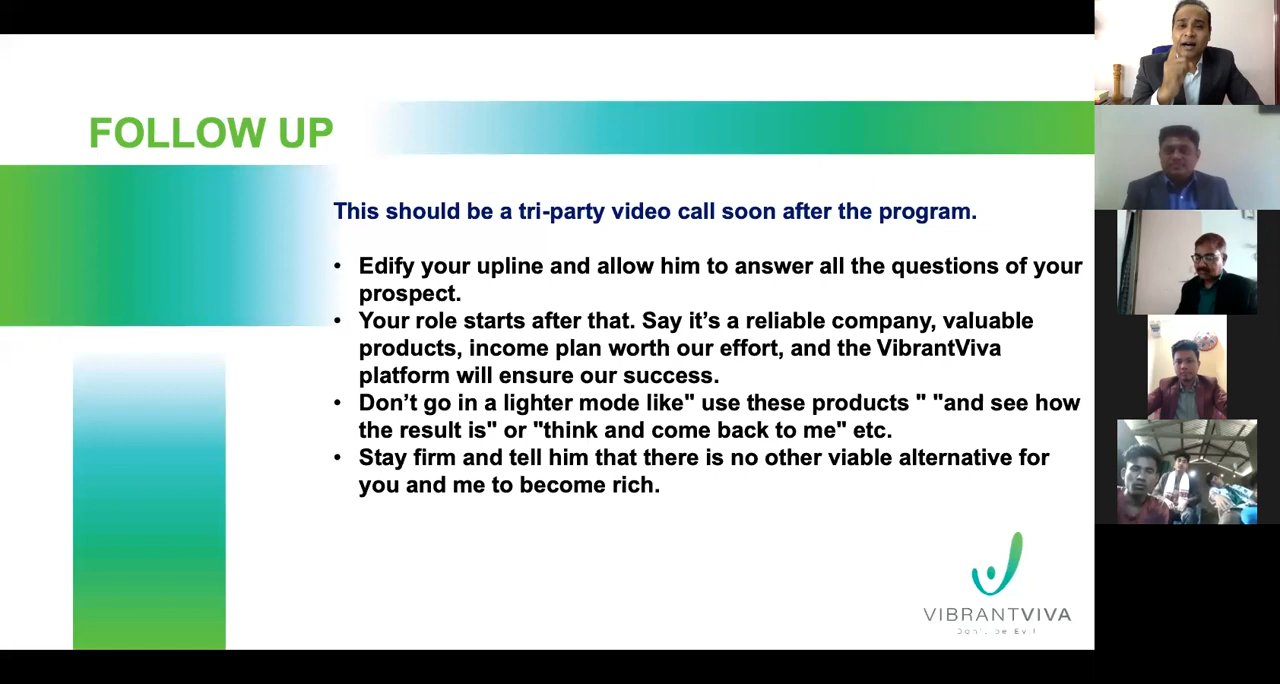 FOLLOW UP
This should be a tri-party video call soon after the program.
• Edify your upline and allow him to answer all the questions of your
prospect.
• Your role starts after that. Say it’s a reliable company, valuable
products, income plan worth our effort, and the VibrantViva
platform will ensure our success.
• Don’t go in a lighter mode like" use these products " "and see how
the result is" or "think and come back to me" etc.
• Stay firm and tell him that there is no other viable alternative for
you and me to become rich.
VIBRANTVIVA
Don't be Evil